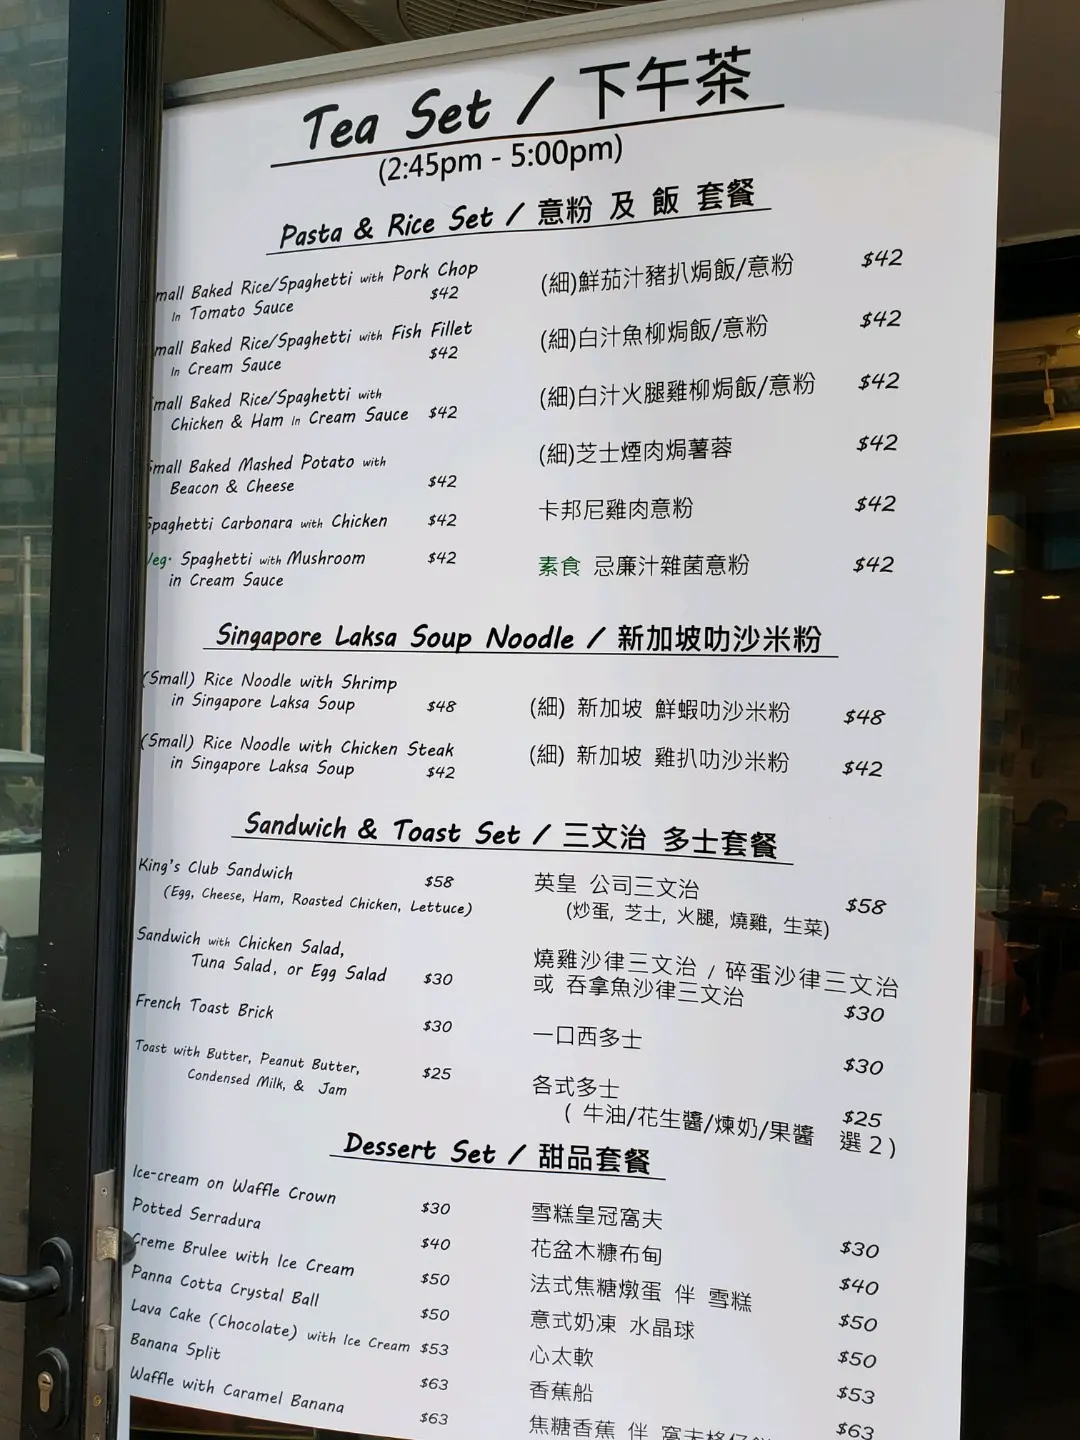 Tea Set / 下午茶
(2:45pm - 5:00pm)
Pasta & Rice Set / 意粉 及 飯 套餐
mall Baked Rice/Spaghetti with Pork Chop
In Tomato Sauce $42
(細)鮮茄汁豬扒焗飯/意粉 $42
mall Baked Rice/Spaghetti with Fish Fillet
In Cream Sauce $42
(細)白汁魚柳焗飯/意粉 $42
mall Baked Rice/Spaghetti with
Chicken & Ham In Cream Sauce $42
(細)白汁火腿雞柳焗飯/意粉 $42
mall Baked Mashed Potato with
Beacon & Cheese $42
(細)芝士煙肉焗薯蓉 $42
Spaghetti Carbonara with Chicken $42
卡邦尼雞肉意粉 $42
Veg· Spaghetti with Mushroom $42
in Cream Sauce
素食 忌廉汁雜菌意粉 $42
Singapore Laksa Soup Noodle / 新加坡叻沙米粉
(Small) Rice Noodle with Shrimp
in Singapore Laksa Soup $48
(細) 新加坡 鮮蝦叻沙米粉 $48
(Small) Rice Noodle with Chicken Steak
in Singapore Laksa Soup $42
(細) 新加坡 雞扒叻沙米粉 $42
Sandwich & Toast Set / 三文治 多士套餐
King's Club Sandwich $58
(Egg, Cheese, Ham, Roasted Chicken, Lettuce)
英皇 公司三文治 $58
(炒蛋, 芝士, 火腿, 燒雞, 生菜)
Sandwich with Chicken Salad,
Tuna Salad, or Egg Salad $30
燒雞沙律三文治 / 碎蛋沙律三文治
或 吞拿魚沙律三文治 $30
French Toast Brick $30
一口西多士 $30
Toast with Butter, Peanut Butter, $25
Condensed Milk, & Jam
各式多士 $25
( 牛油/花生醬/煉奶/果醬 選 2 )
Dessert Set / 甜品套餐
Ice-cream on Waffle Crown $30
雪糕皇冠窩夫 $30
Potted Serradura $40
花盆木糠布甸 $40
Creme Brulee with Ice Cream $50
法式焦糖燉蛋 伴 雪糕 $50
Panna Cotta Crystal Ball $50
意式奶凍 水晶球 $50
Lava Cake (Chocolate) with Ice Cream $53
心太軟 $53
Banana Split $63
香蕉船 $63
Waffle with Caramel Banana $63
焦糖香蕉 伴 窩夫格仔